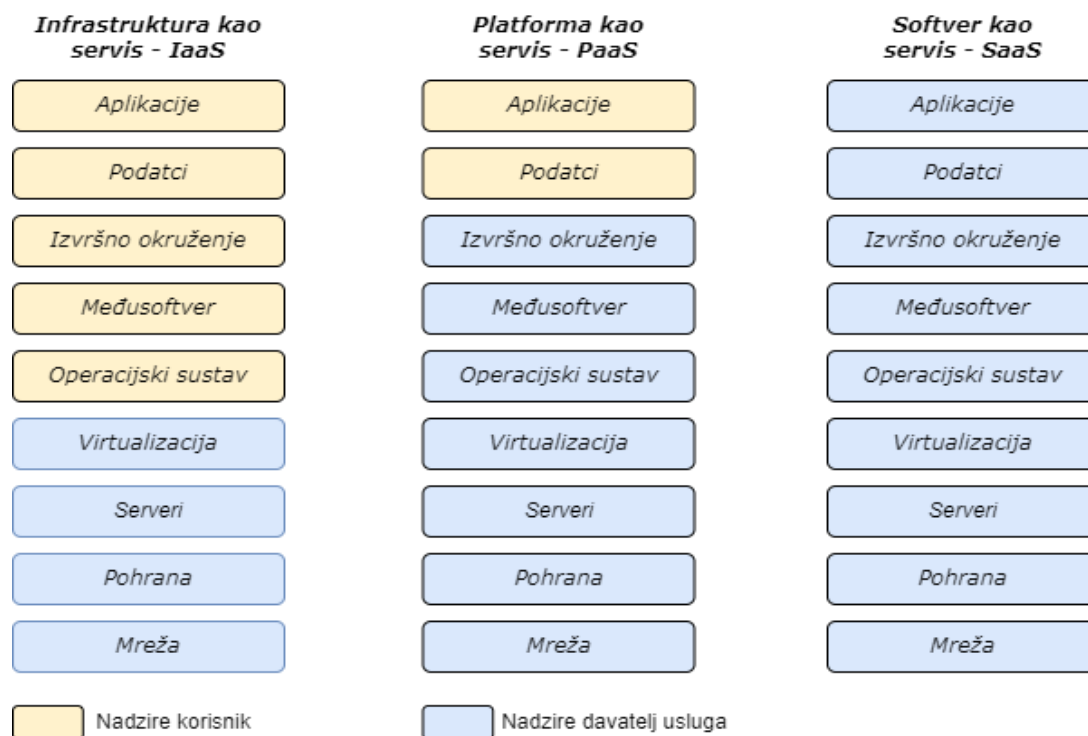 Infrastruktura kao
servis - IaaS
Aplikacije
Podatci
Izvršno okruženje
Međusoftver
Operacijski sustav
Virtualizacija
Serveri
Pohrana
Mreža
Platforma kao
servis - PaaS
Aplikacije
Podatci
Izvršno okruženje
Međusoftver
Operacijski sustav
Virtualizacija
Serveri
Pohrana
Mreža
Softver kao
servis - SaaS
Aplikacije
Podatci
Izvršno okruženje
Međusoftver
Operacijski sustav
Virtualizacija
Serveri
Pohrana
Mreža
Nadzire korisnik
Nadzire davatelj usluga